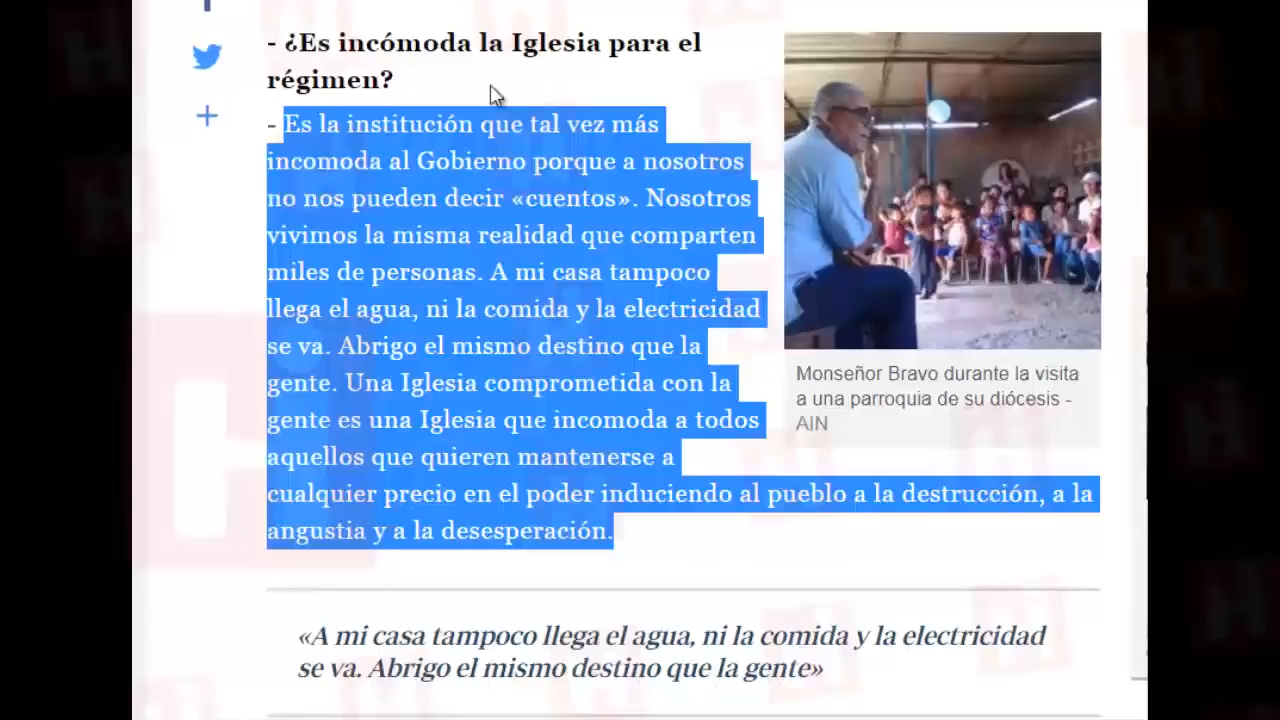 - ¿Es incómoda la Iglesia para el
régimen?
- Es la institución que tal vez más
incomoda al Gobierno porque a nosotros
no nos pueden decir «cuentos». Nosotros
vivimos la misma realidad que comparten
miles de personas. A mi casa tampoco
llega el agua, ni la comida y la electricidad
se va. Abrigo el mismo destino que la
gente. Una Iglesia comprometida con la
gente es una Iglesia que incomoda a todos
aquellos que quieren mantenerse a
cualquier precio en el poder induciendo al pueblo a la destrucción, a la
angustia y a la desesperación.
Monseñor Bravo durante la visita
a una parroquia de su diócesis -
AIN
«A mi casa tampoco llega el agua, ni la comida y la electricidad
se va. Abrigo el mismo destino que la gente»